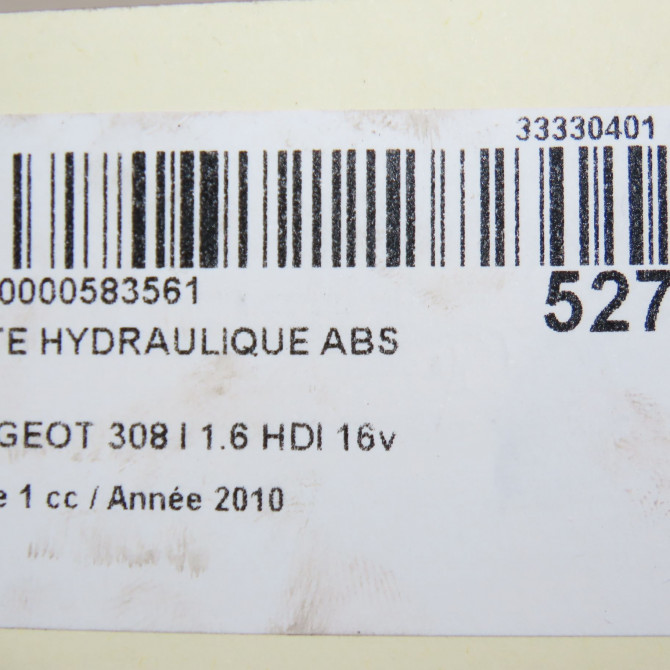 33330401
0000583561
527
TE HYDRAULIQUE ABS
GEOT 308 I 1.6 HDI 16v
e 1 cc / Année 2010